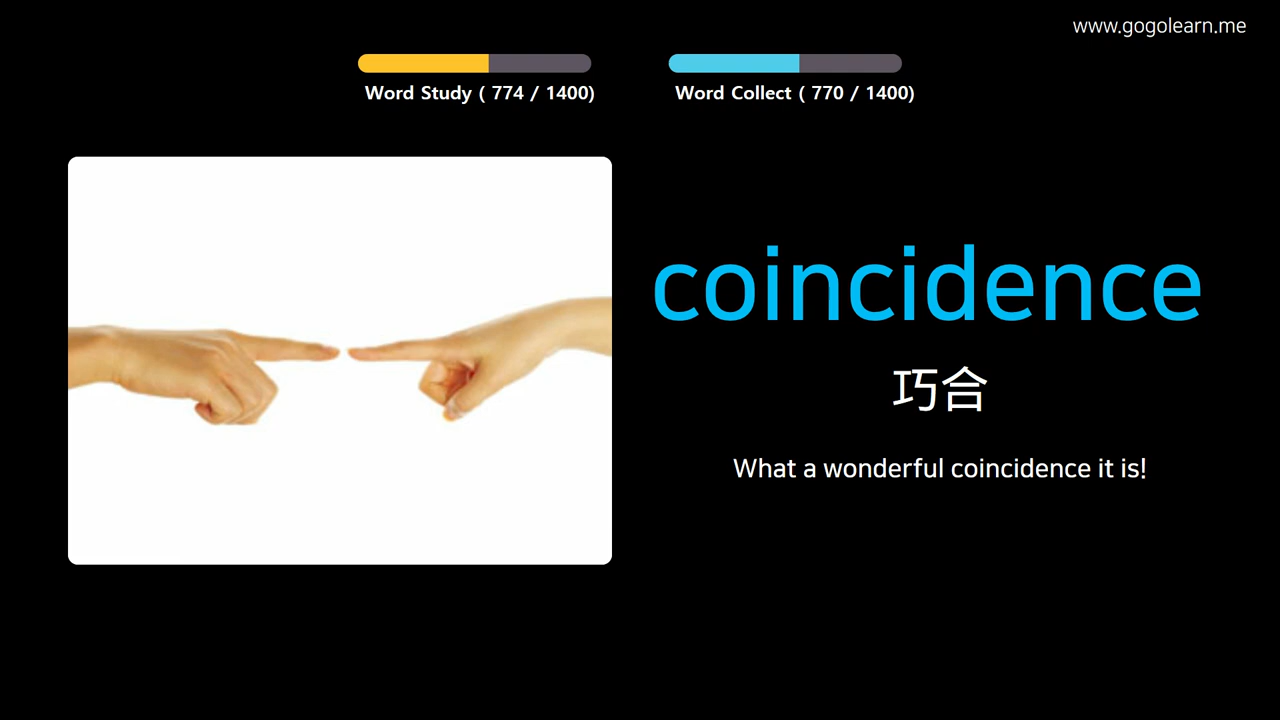 www.gogolearn.me
Word Study ( 774 / 1400)
Word Collect ( 770 / 1400)
coincidence
巧合
What a wonderful coincidence it is!